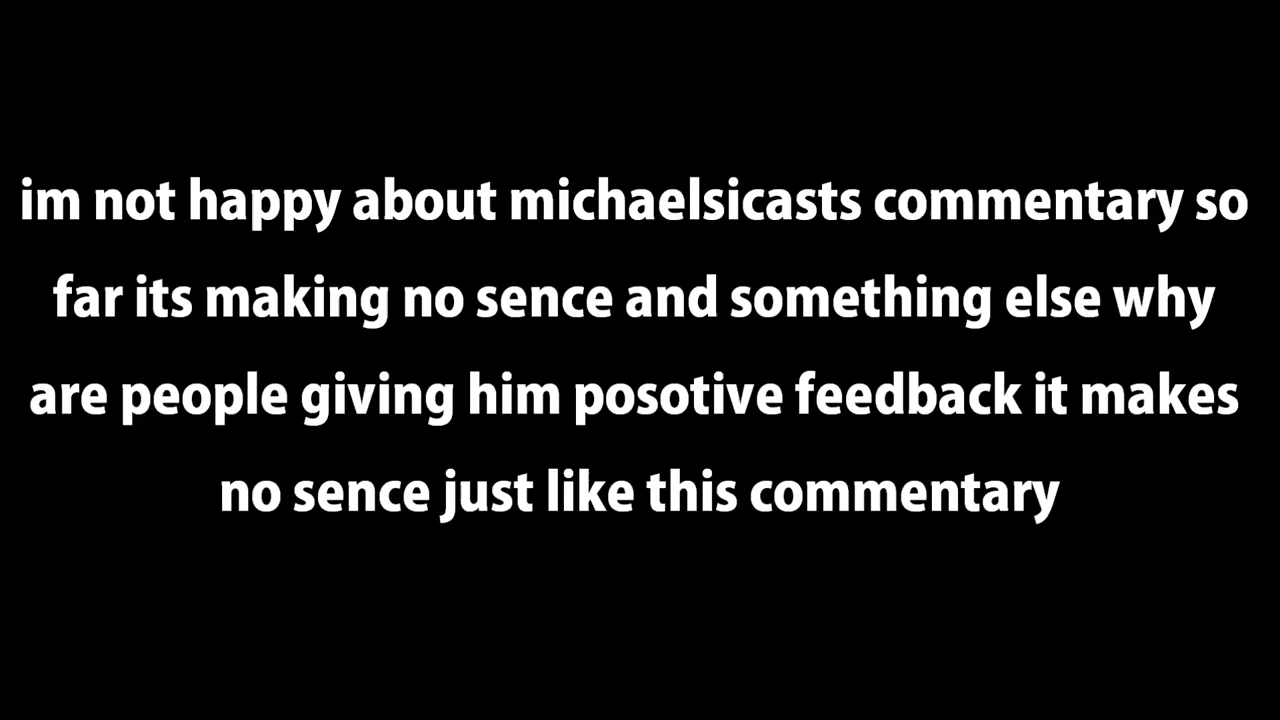 im not happy about michaelsicasts commentary so
far its making no sence and something else why
are people giving him posotive feedback it makes
no sence just like this commentary